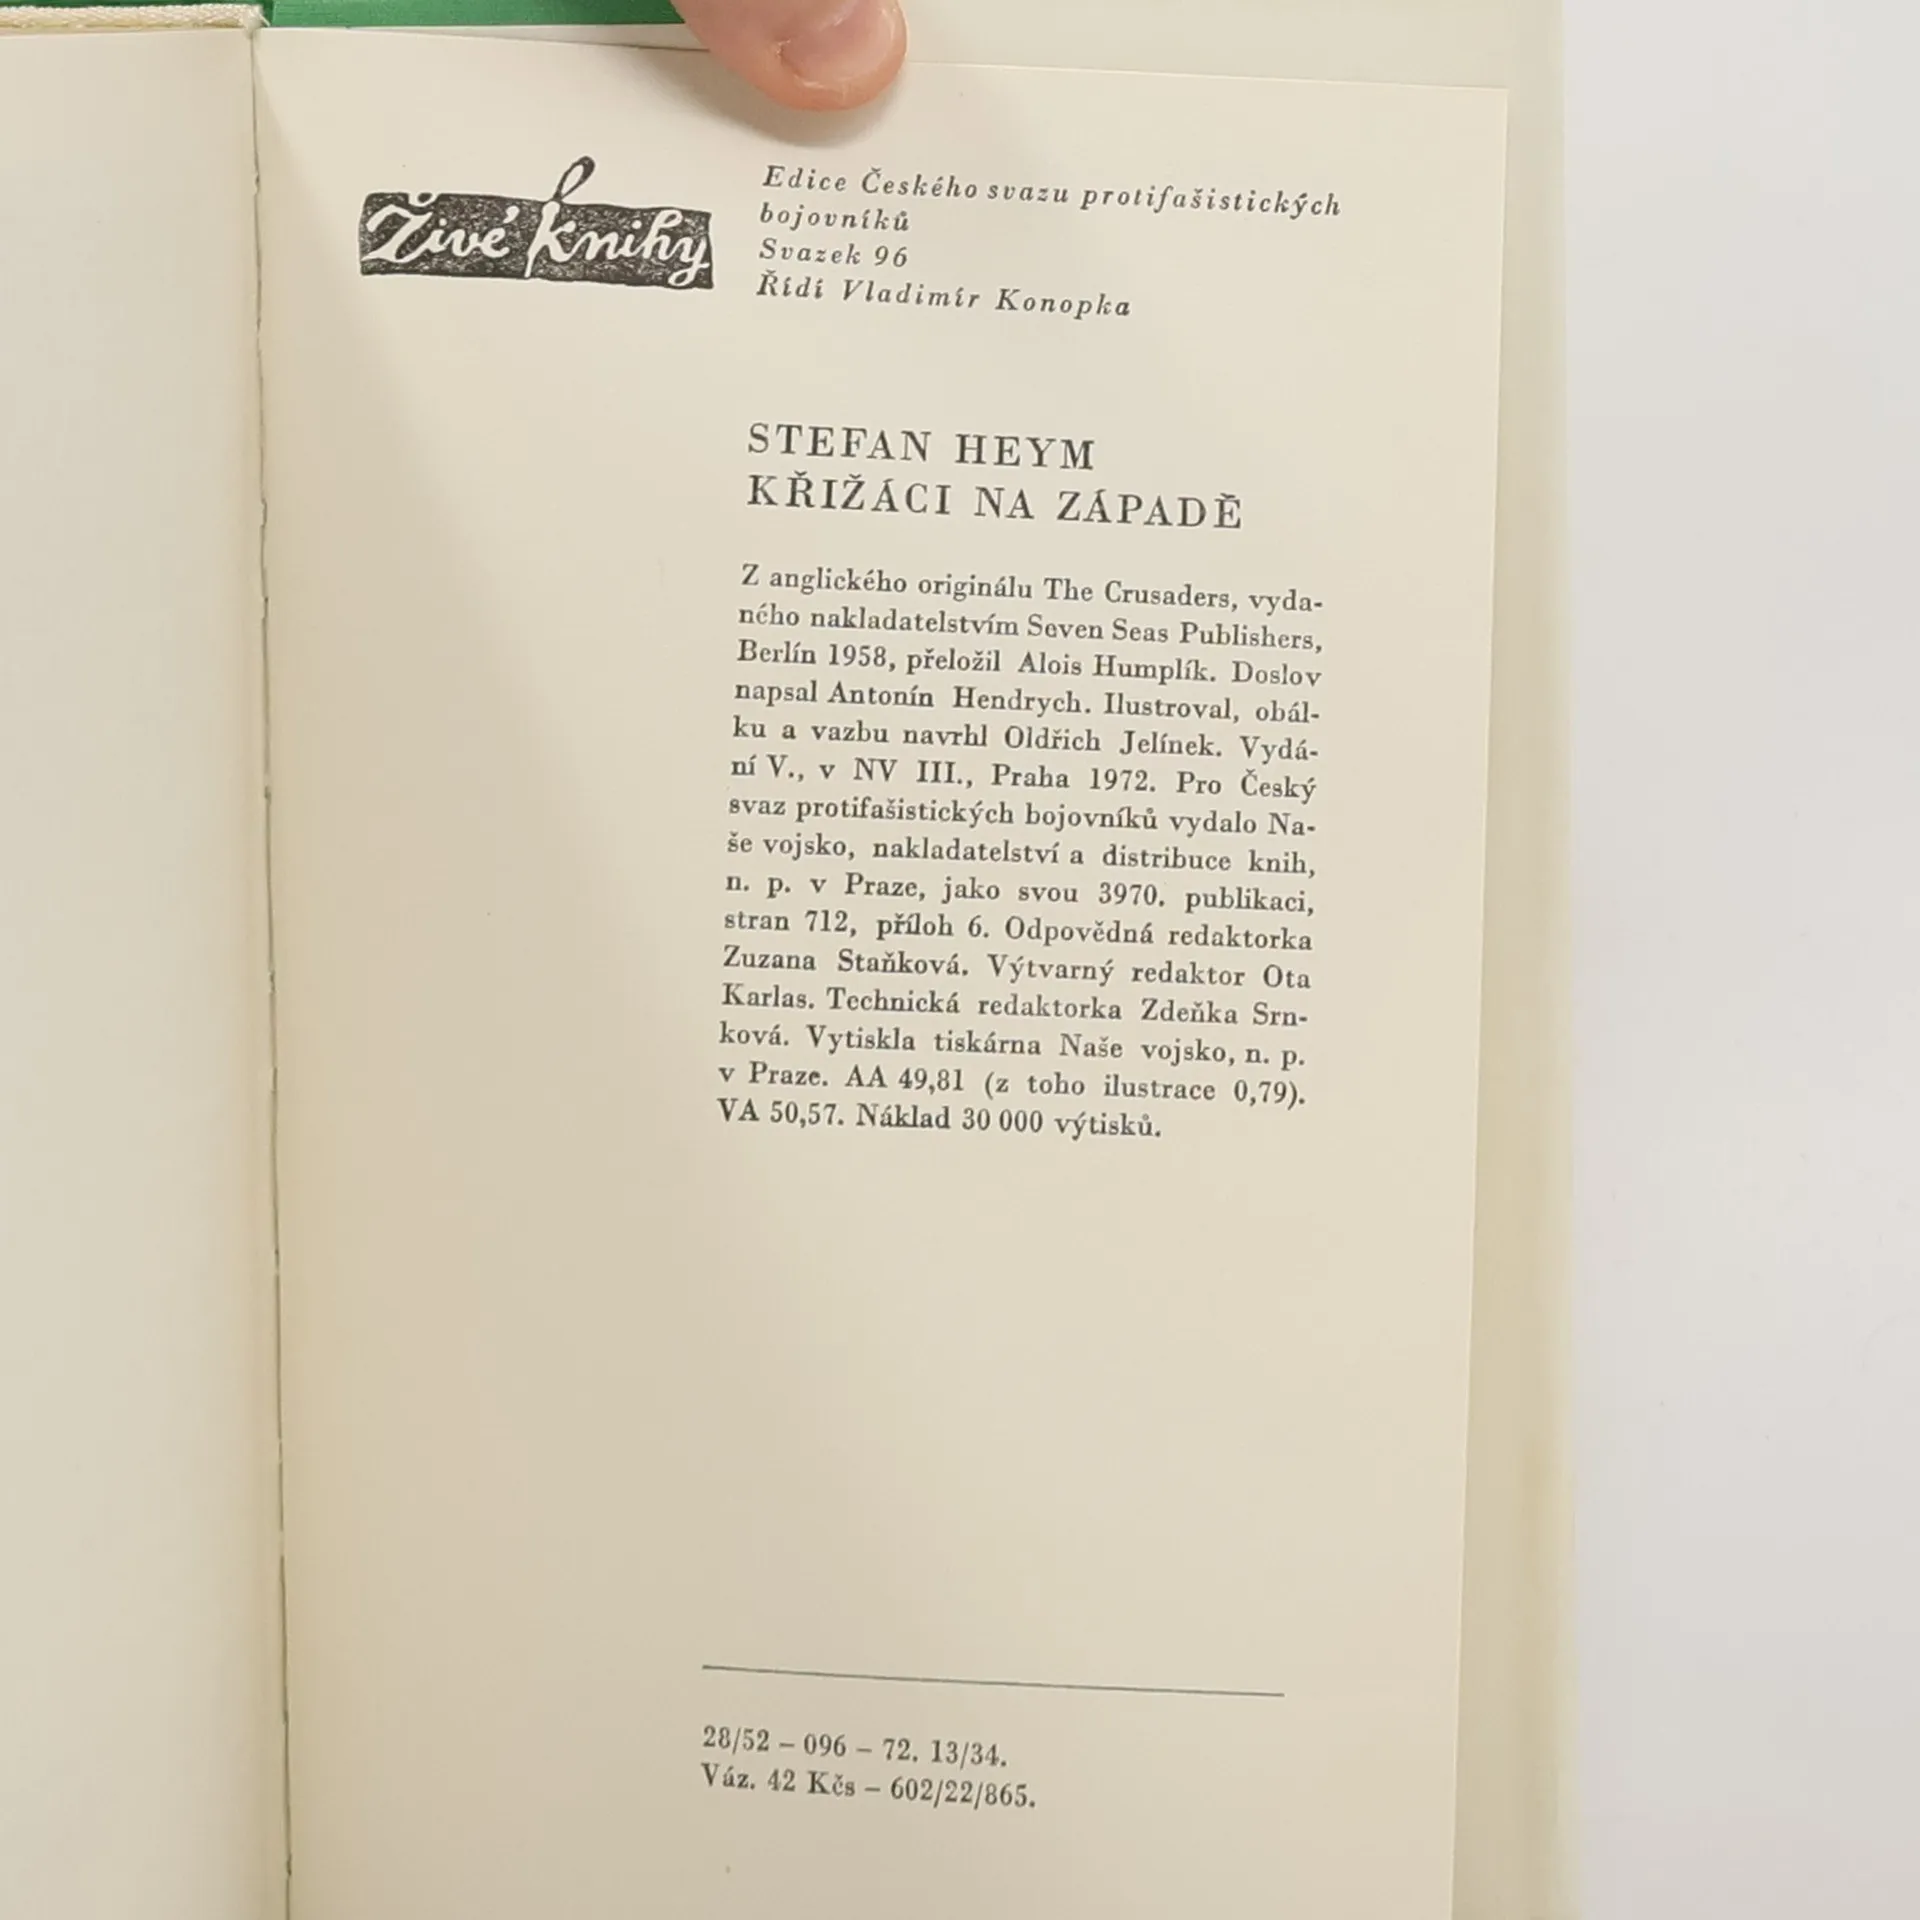 Živé knihy
Edice Českého svazu protifašistických
bojovníků
Svazek 96
Řídí Vladimír Konopka
STEFAN HEYM
KŘIŽÁCI NA ZÁPADĚ
Z anglického originálu The Crusaders, vyda-
ného nakladatelstvím Seven Seas Publishers,
Berlín 1958, přeložil Alois Humplík. Doslov
napsal Antonín Hendrych. Ilustroval, obál-
ku a vazbu navrhl Oldřich Jelínek. Vydá-
ní V., v NV III., Praha 1972. Pro Český
svaz protifašistických bojovníků vydalo Na-
še vojsko, nakladatelství a distribuce knih,
n. p. v Praze, jako svou 3970. publikaci,
stran 712, příloh 6. Odpovědná redaktorka
Zuzana Staňková. Výtvarný redaktor Ota
Karlas. Technická redaktorka Zdeňka Srn-
ková. Vytiskla tiskárna Naše vojsko, n. p.
v Praze. AA 49,81 (z toho ilustrace 0,79).
VA 50,57. Náklad 30 000 výtisků.
28/52 – 096 – 72. 13/34.
Váz. 42 Kčs – 602/22/865.